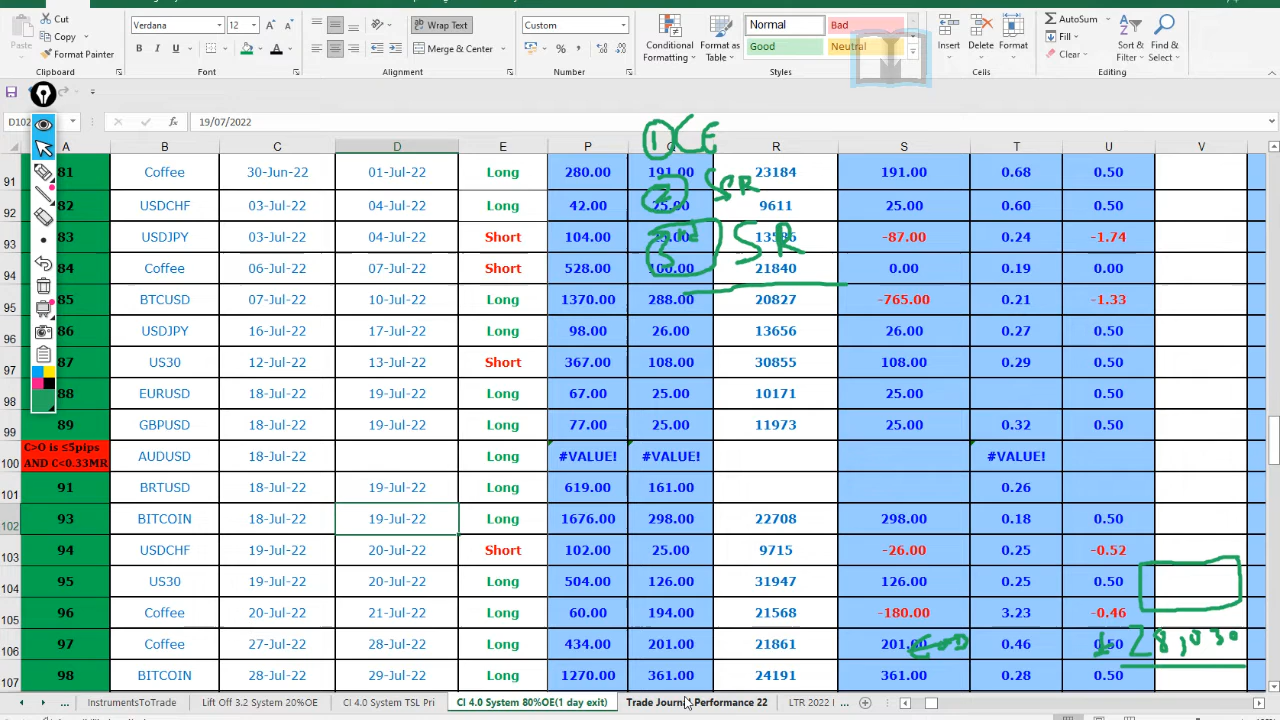 Cut
Copy
Paste
Format Painter
Clipboard
Verdana 12
B I U
Font
Wrap Text
Merge & Center
Alignment
Custom
Number
Conditional Formatting
Format as Table
Normal Bad
Good Neutral
Styles
Insert Delete Format
Cells
AutoSum
Fill
Clear
Sort & Filter
Find & Select
Editing
D102 19/07/2022
A B C D E P Q R S T U V
91 81 Coffee 30-Jun-22 01-Jul-22 Long 280.00 191.00 23184 191.00 0.68 0.50
92 82 USDCHF 03-Jul-22 04-Jul-22 Long 42.00 25.00 9611 25.00 0.60 0.50
93 83 USDJPY 03-Jul-22 04-Jul-22 Short 104.00 -87.00 0.24 -1.74
94 84 Coffee 06-Jul-22 07-Jul-22 Short 528.00 100.00 21840 0.00 0.19 0.00
95 85 BTCUSD 07-Jul-22 10-Jul-22 Long 1370.00 288.00 20827 -765.00 0.21 -1.33
96 86 USDJPY 16-Jul-22 17-Jul-22 Long 98.00 26.00 13656 26.00 0.27 0.50
97 87 US30 12-Jul-22 13-Jul-22 Short 367.00 108.00 30855 108.00 0.29 0.50
98 88 EURUSD 18-Jul-22 19-Jul-22 Long 67.00 25.00 10171 25.00 0.50
99 89 GBPUSD 18-Jul-22 19-Jul-22 Long 77.00 25.00 11973 25.00 0.32 0.50
100 C>O is ≤5pips AND C<0.33MR AUDUSD 18-Jul-22 Long #VALUE! #VALUE! #VALUE!
101 91 BRTUSD 18-Jul-22 19-Jul-22 Long 619.00 161.00 0.26
102 93 BITCOIN 18-Jul-22 19-Jul-22 Long 1676.00 298.00 22708 298.00 0.18 0.50
103 94 USDCHF 19-Jul-22 20-Jul-22 Short 102.00 25.00 9715 -26.00 0.25 -0.52
104 95 US30 19-Jul-22 20-Jul-22 Long 504.00 126.00 31947 126.00 0.25 0.50
105 96 Coffee 20-Jul-22 21-Jul-22 Long 60.00 194.00 21568 -180.00 3.23 -0.46
106 97 Coffee 27-Jul-22 28-Jul-22 Long 434.00 201.00 21861 201.00 0.46 0.50
107 98 BITCOIN 18-Jul-22 19-Jul-22 Long 1270.00 361.00 24191 361.00 0.28 0.50
① CE
② SSR
3rd SR
£ 28,030
... InstrumentsToTrade Lift Off 3.2 System 20%OE CI 4.0 System TSL Pri CI 4.0 System 80%OE(1 day exit) Trade Journal Performance 22 LTR 2022 I ...